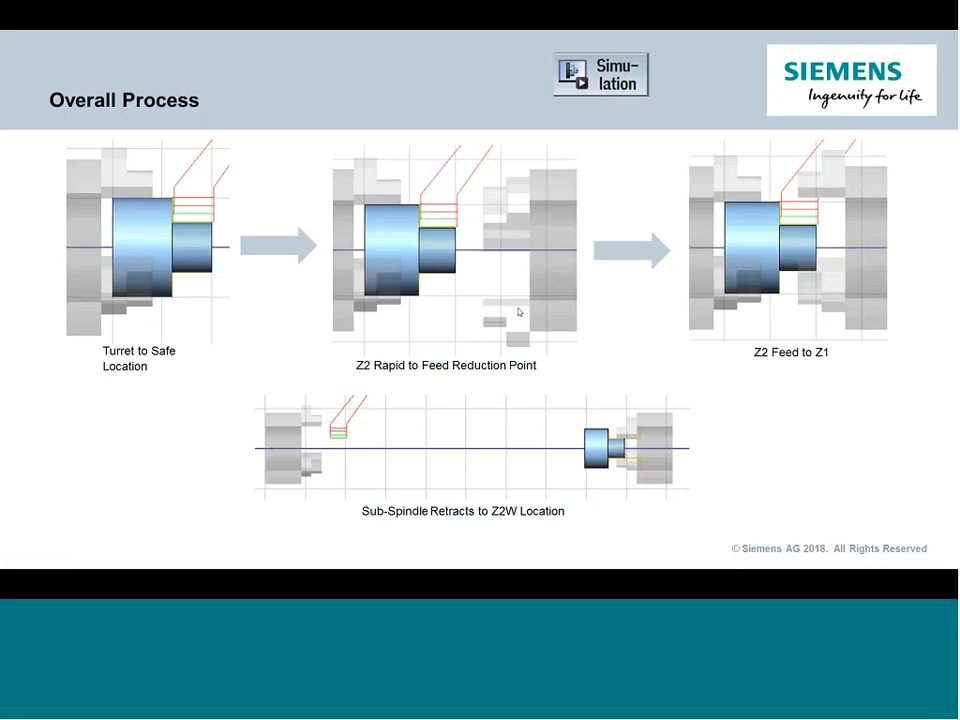 Simu-
lation
SIEMENS
Ingenuity for life
Overall Process
Turret to Safe
Location
Z2 Rapid to Feed Reduction Point
Z2 Feed to Z1
Sub-Spindle Retracts to Z2W Location
© Siemens AG 2018. All Rights Reserved